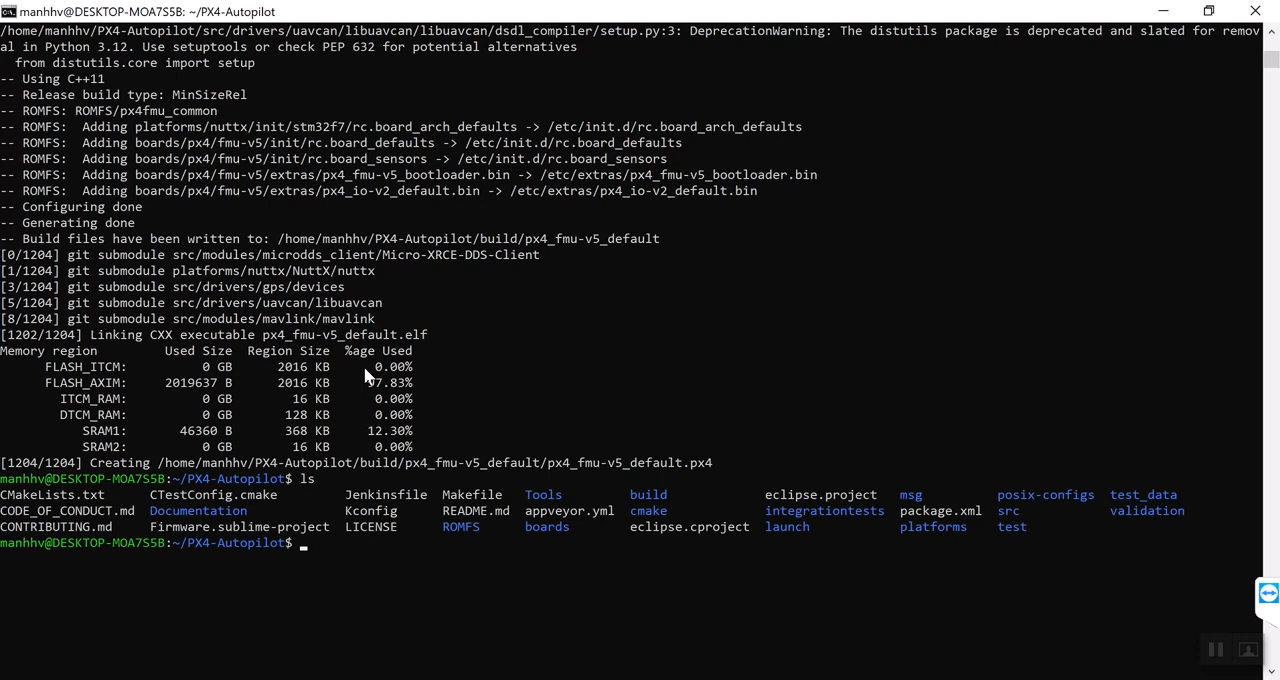 manhhv@DESKTOP-MOA7S5B: ~/PX4-Autopilot
/home/manhhv/PX4-Autopilot/src/drivers/uavcan/libuavcan/libuavcan/dsdl_compiler/setup.py:3: DeprecationWarning: The distutils package is deprecated and slated for remov
al in Python 3.12. Use setuptools or check PEP 632 for potential alternatives
  from distutils.core import setup
-- Using C++11
-- Release build type: MinSizeRel
-- ROMFS: ROMFS/px4fmu_common
-- ROMFS:  Adding platforms/nuttx/init/stm32f7/rc.board_arch_defaults -> /etc/init.d/rc.board_arch_defaults
-- ROMFS:  Adding boards/px4/fmu-v5/init/rc.board_defaults -> /etc/init.d/rc.board_defaults
-- ROMFS:  Adding boards/px4/fmu-v5/init/rc.board_sensors -> /etc/init.d/rc.board_sensors
-- ROMFS:  Adding boards/px4/fmu-v5/extras/px4_fmu-v5_bootloader.bin -> /etc/extras/px4_fmu-v5_bootloader.bin
-- ROMFS:  Adding boards/px4/fmu-v5/extras/px4_io-v2_default.bin -> /etc/extras/px4_io-v2_default.bin
-- Configuring done
-- Generating done
-- Build files have been written to: /home/manhhv/PX4-Autopilot/build/px4_fmu-v5_default
[0/1204] git submodule src/modules/microdds_client/Micro-XRCE-DDS-Client
[1/1204] git submodule platforms/nuttx/NuttX/nuttx
[3/1204] git submodule src/drivers/gps/devices
[5/1204] git submodule src/drivers/uavcan/libuavcan
[8/1204] git submodule src/modules/mavlink/mavlink
[1202/1204] Linking CXX executable px4_fmu-v5_default.elf
Memory region         Used Size  Region Size  %age Used
      FLASH_ITCM:          0 GB      2016 KB      0.00%
      FLASH_AXIM:     2019637 B      2016 KB     97.83%
        ITCM_RAM:          0 GB        16 KB      0.00%
        DTCM_RAM:          0 GB       128 KB      0.00%
           SRAM1:       46360 B       368 KB     12.30%
           SRAM2:          0 GB        16 KB      0.00%
[1204/1204] Creating /home/manhhv/PX4-Autopilot/build/px4_fmu-v5_default/px4_fmu-v5_default.px4
manhhv@DESKTOP-MOA7S5B:~/PX4-Autopilot$ ls
CMakeLists.txt      CTestConfig.cmake         Jenkinsfile  Makefile   Tools         build             eclipse.project   msg          posix-configs  test_data
CODE_OF_CONDUCT.md  Documentation             Kconfig      README.md  appveyor.yml  cmake             integrationtests  package.xml  src            validation
CONTRIBUTING.md     Firmware.sublime-project  LICENSE      ROMFS      boards        eclipse.cproject  launch            platforms    test
manhhv@DESKTOP-MOA7S5B:~/PX4-Autopilot$